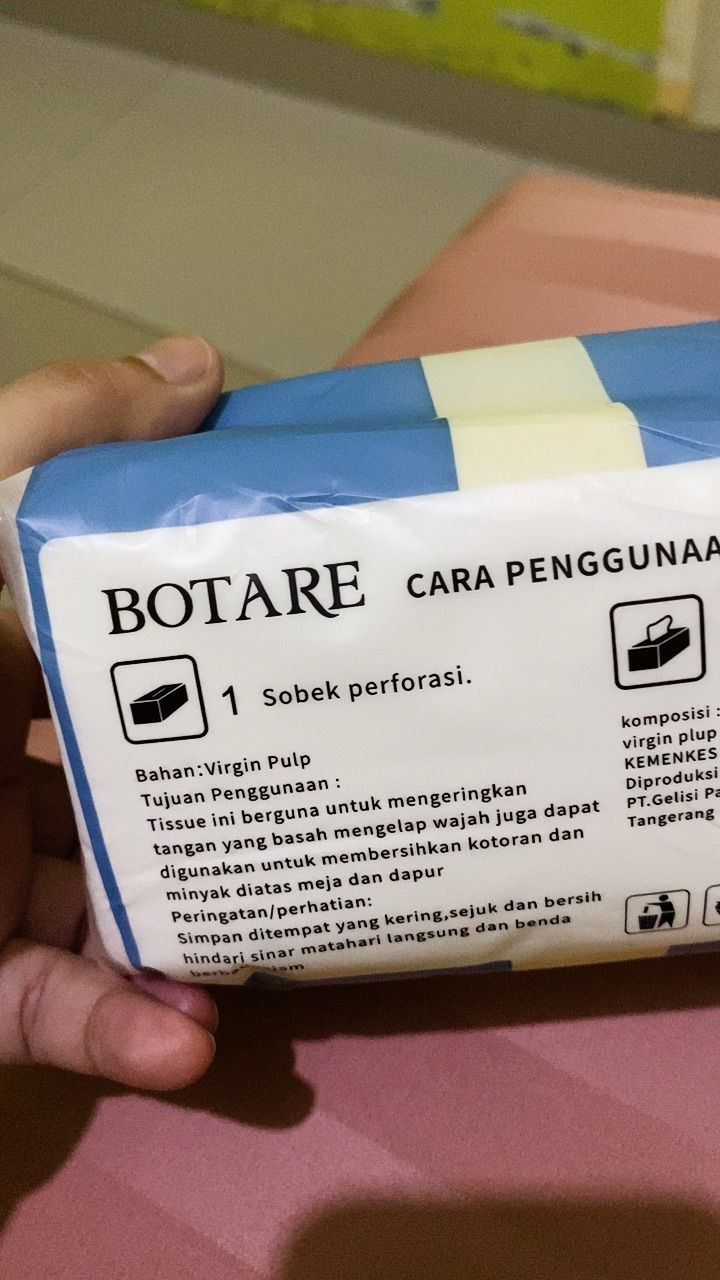 BOTARE
CARA PENGGUNAA
1 Sobek perforasi.
Bahan:Virgin Pulp
Tujuan Penggunaan :
Tissue ini berguna untuk mengeringkan
tangan yang basah mengelap wajah juga dapat
digunakan untuk membersihkan kotoran dan
minyak diatas meja dan dapur
Peringatan/perhatian:
Simpan ditempat yang kering,sejuk dan bersih
hindari sinar matahari langsung dan benda
komposisi :
virgin plup
KEMENKES
Diproduksi
PT.Gelisi Pa
Tangerang